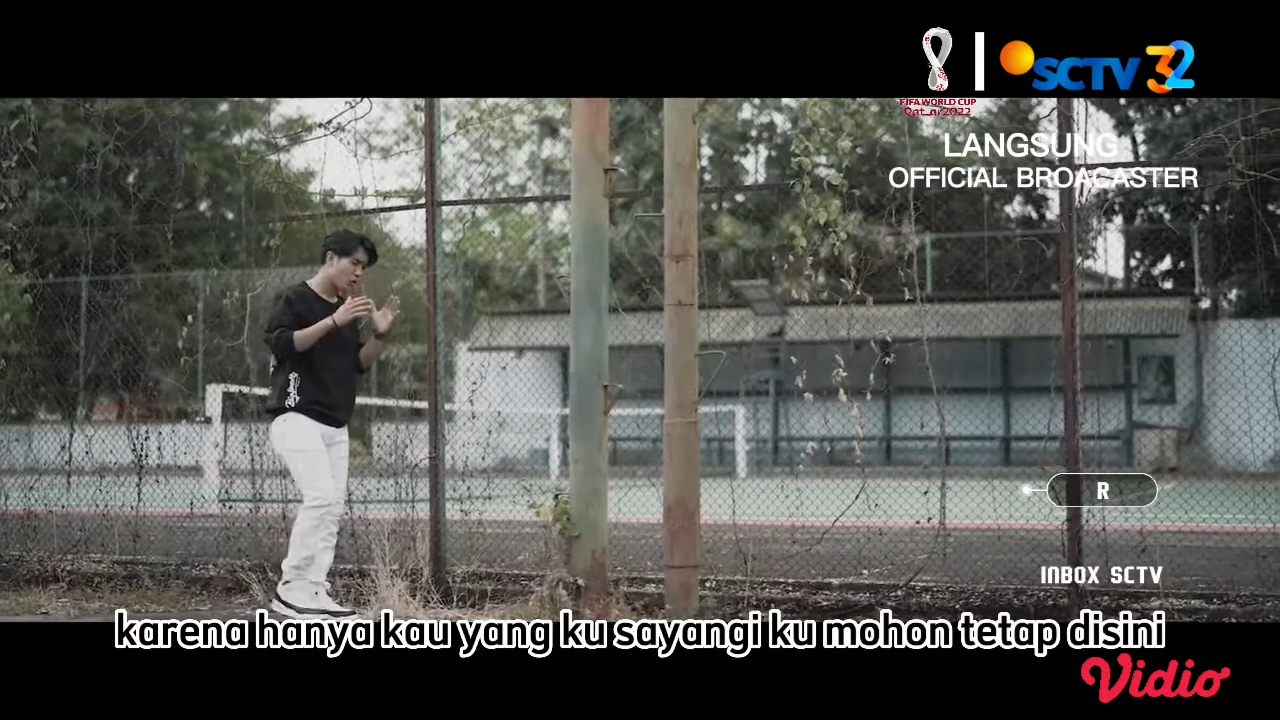 SCTV 32
FIFA WORLD CUP
Qatar2022
LANGSUNG
OFFICIAL BROACASTER
R
INBOX SCTV
karena hanya kau yang ku sayangi ku mohon tetap disini
Vidio